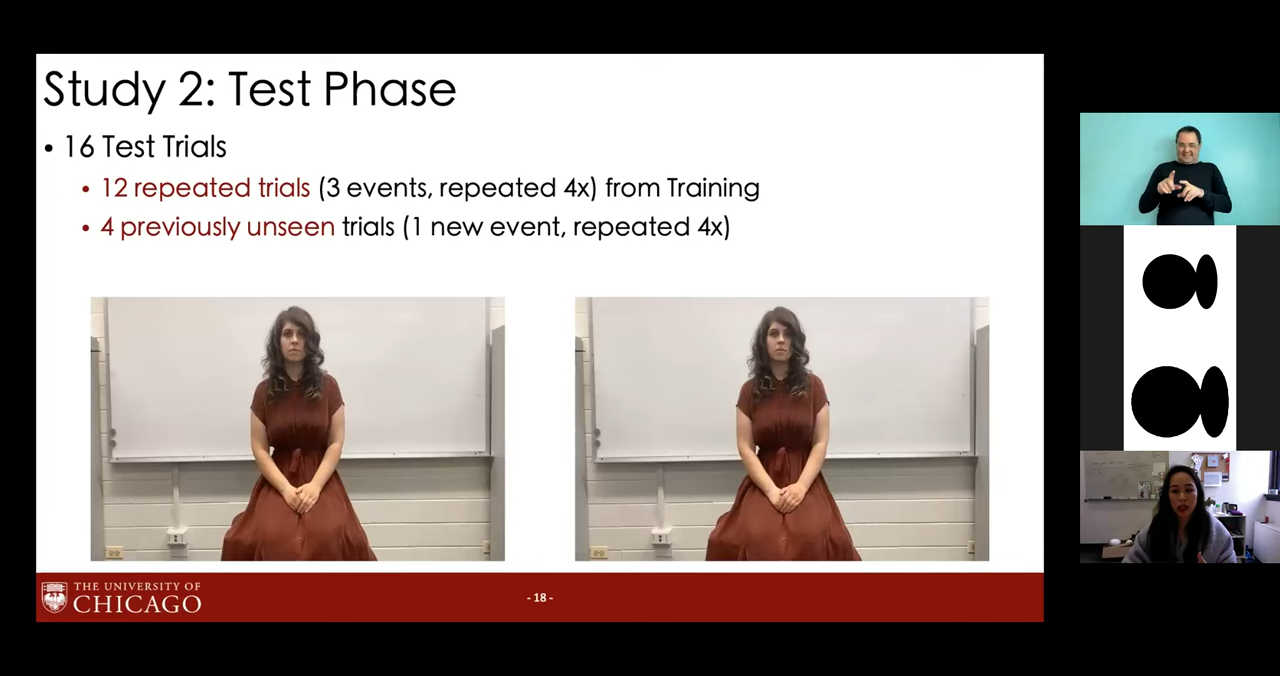 Study 2: Test Phase
• 16 Test Trials
• 12 repeated trials (3 events, repeated 4x) from Training
• 4 previously unseen trials (1 new event, repeated 4x)
THE UNIVERSITY OF
CHICAGO
- 18 -